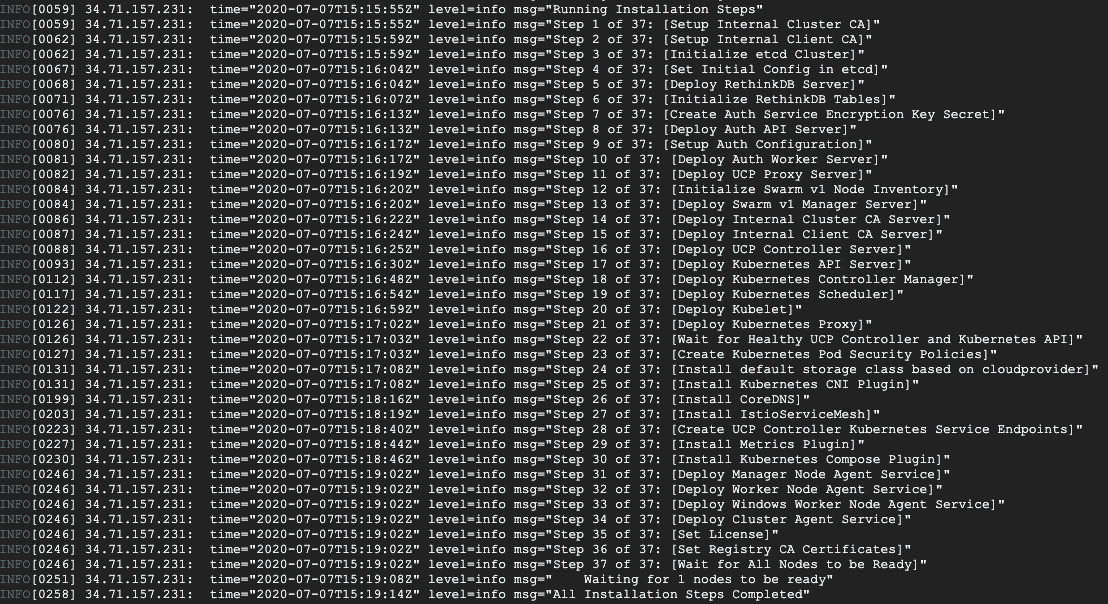 INFO[0059] 34.71.157.231:  time="2020-07-07T15:15:55Z" level=info msg="Running Installation Steps"
INFO[0059] 34.71.157.231:  time="2020-07-07T15:15:55Z" level=info msg="Step 1 of 37: [Setup Internal Cluster CA]"
INFO[0062] 34.71.157.231:  time="2020-07-07T15:15:59Z" level=info msg="Step 2 of 37: [Setup Internal Client CA]"
INFO[0062] 34.71.157.231:  time="2020-07-07T15:15:59Z" level=info msg="Step 3 of 37: [Initialize etcd Cluster]"
INFO[0067] 34.71.157.231:  time="2020-07-07T15:16:04Z" level=info msg="Step 4 of 37: [Set Initial Config in etcd]"
INFO[0068] 34.71.157.231:  time="2020-07-07T15:16:04Z" level=info msg="Step 5 of 37: [Deploy RethinkDB Server]"
INFO[0071] 34.71.157.231:  time="2020-07-07T15:16:07Z" level=info msg="Step 6 of 37: [Initialize RethinkDB Tables]"
INFO[0076] 34.71.157.231:  time="2020-07-07T15:16:13Z" level=info msg="Step 7 of 37: [Create Auth Service Encryption Key Secret]"
INFO[0076] 34.71.157.231:  time="2020-07-07T15:16:13Z" level=info msg="Step 8 of 37: [Deploy Auth API Server]"
INFO[0080] 34.71.157.231:  time="2020-07-07T15:16:17Z" level=info msg="Step 9 of 37: [Setup Auth Configuration]"
INFO[0081] 34.71.157.231:  time="2020-07-07T15:16:17Z" level=info msg="Step 10 of 37: [Deploy Auth Worker Server]"
INFO[0082] 34.71.157.231:  time="2020-07-07T15:16:19Z" level=info msg="Step 11 of 37: [Deploy UCP Proxy Server]"
INFO[0084] 34.71.157.231:  time="2020-07-07T15:16:20Z" level=info msg="Step 12 of 37: [Initialize Swarm v1 Node Inventory]"
INFO[0084] 34.71.157.231:  time="2020-07-07T15:16:20Z" level=info msg="Step 13 of 37: [Deploy Swarm v1 Manager Server]"
INFO[0086] 34.71.157.231:  time="2020-07-07T15:16:22Z" level=info msg="Step 14 of 37: [Deploy Internal Cluster CA Server]"
INFO[0087] 34.71.157.231:  time="2020-07-07T15:16:24Z" level=info msg="Step 15 of 37: [Deploy Internal Client CA Server]"
INFO[0088] 34.71.157.231:  time="2020-07-07T15:16:25Z" level=info msg="Step 16 of 37: [Deploy UCP Controller Server]"
INFO[0093] 34.71.157.231:  time="2020-07-07T15:16:30Z" level=info msg="Step 17 of 37: [Deploy Kubernetes API Server]"
INFO[0112] 34.71.157.231:  time="2020-07-07T15:16:48Z" level=info msg="Step 18 of 37: [Deploy Kubernetes Controller Manager]"
INFO[0117] 34.71.157.231:  time="2020-07-07T15:16:54Z" level=info msg="Step 19 of 37: [Deploy Kubernetes Scheduler]"
INFO[0122] 34.71.157.231:  time="2020-07-07T15:16:59Z" level=info msg="Step 20 of 37: [Deploy Kubelet]"
INFO[0126] 34.71.157.231:  time="2020-07-07T15:17:02Z" level=info msg="Step 21 of 37: [Deploy Kubernetes Proxy]"
INFO[0126] 34.71.157.231:  time="2020-07-07T15:17:03Z" level=info msg="Step 22 of 37: [Wait for Healthy UCP Controller and Kubernetes API]"
INFO[0127] 34.71.157.231:  time="2020-07-07T15:17:03Z" level=info msg="Step 23 of 37: [Create Kubernetes Pod Security Policies]"
INFO[0131] 34.71.157.231:  time="2020-07-07T15:17:08Z" level=info msg="Step 24 of 37: [Install default storage class based on cloudprovider]"
INFO[0131] 34.71.157.231:  time="2020-07-07T15:17:08Z" level=info msg="Step 25 of 37: [Install Kubernetes CNI Plugin]"
INFO[0199] 34.71.157.231:  time="2020-07-07T15:18:16Z" level=info msg="Step 26 of 37: [Install CoreDNS]"
INFO[0203] 34.71.157.231:  time="2020-07-07T15:18:19Z" level=info msg="Step 27 of 37: [Install IstioServiceMesh]"
INFO[0223] 34.71.157.231:  time="2020-07-07T15:18:40Z" level=info msg="Step 28 of 37: [Create UCP Controller Kubernetes Service Endpoints]"
INFO[0227] 34.71.157.231:  time="2020-07-07T15:18:44Z" level=info msg="Step 29 of 37: [Install Metrics Plugin]"
INFO[0230] 34.71.157.231:  time="2020-07-07T15:18:46Z" level=info msg="Step 30 of 37: [Install Kubernetes Compose Plugin]"
INFO[0246] 34.71.157.231:  time="2020-07-07T15:19:02Z" level=info msg="Step 31 of 37: [Deploy Manager Node Agent Service]"
INFO[0246] 34.71.157.231:  time="2020-07-07T15:19:02Z" level=info msg="Step 32 of 37: [Deploy Worker Node Agent Service]"
INFO[0246] 34.71.157.231:  time="2020-07-07T15:19:02Z" level=info msg="Step 33 of 37: [Deploy Windows Worker Node Agent Service]"
INFO[0246] 34.71.157.231:  time="2020-07-07T15:19:02Z" level=info msg="Step 34 of 37: [Deploy Cluster Agent Service]"
INFO[0246] 34.71.157.231:  time="2020-07-07T15:19:02Z" level=info msg="Step 35 of 37: [Set License]"
INFO[0246] 34.71.157.231:  time="2020-07-07T15:19:02Z" level=info msg="Step 36 of 37: [Set Registry CA Certificates]"
INFO[0246] 34.71.157.231:  time="2020-07-07T15:19:02Z" level=info msg="Step 37 of 37: [Wait for All Nodes to be Ready]"
INFO[0251] 34.71.157.231:  time="2020-07-07T15:19:08Z" level=info msg="    Waiting for 1 nodes to be ready"
INFO[0258] 34.71.157.231:  time="2020-07-07T15:19:14Z" level=info msg="All Installation Steps Completed"